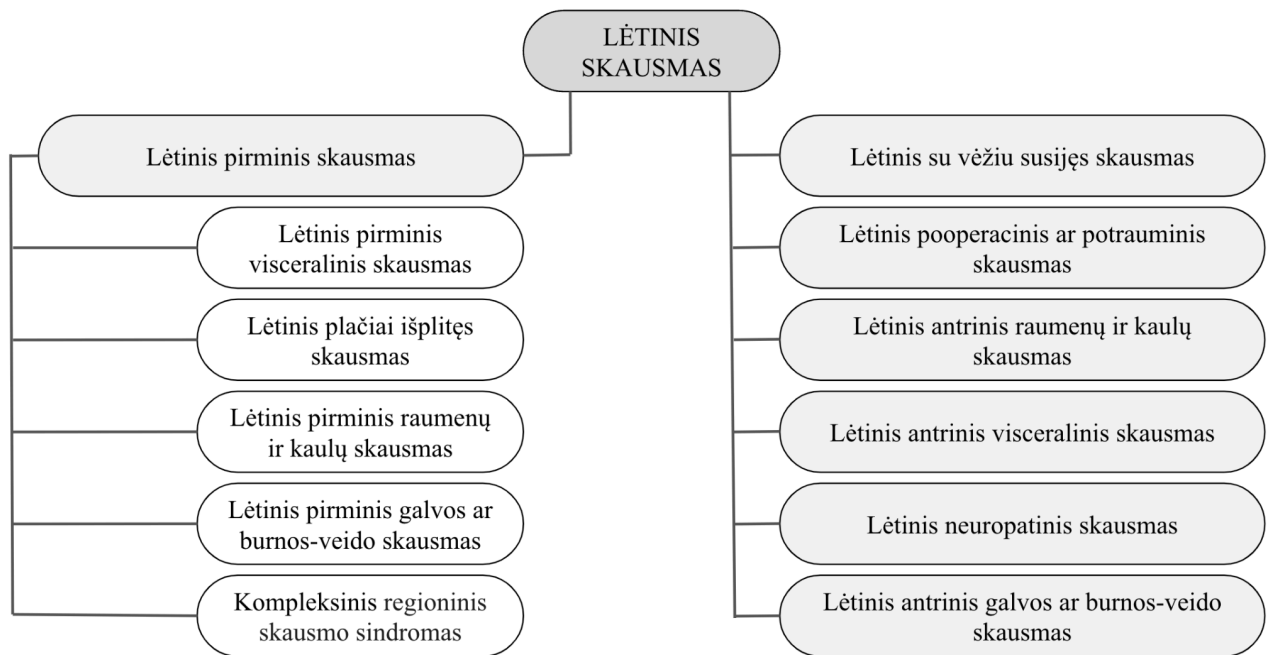 LĖTINIS
SKAUSMAS
Lėtinis pirminis skausmas
Lėtinis pirminis
visceralinis skausmas
Lėtinis plačiai išplitęs
skausmas
Lėtinis pirminis raumenų
ir kaulų skausmas
Lėtinis pirminis galvos ar
burnos-veido skausmas
Kompleksinis regioninis
skausmo sindromas
Lėtinis su vėžiu susijęs skausmas
Lėtinis pooperacinis ar potrauminis
skausmas
Lėtinis antrinis raumenų ir kaulų
skausmas
Lėtinis antrinis visceralinis skausmas
Lėtinis neuropatinis skausmas
Lėtinis antrinis galvos ar burnos-veido
skausmas